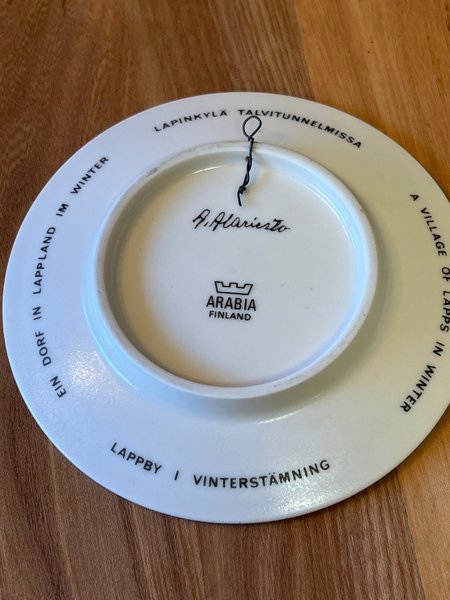 LAPINKYLÄ TALVITUNNELMISSA
A VILLAGE OF LAPPS IN WINTER
LAPPBY I VINTERSTÄMNING
EIN DORF IN LAPPLAND IM WINTER
A. Alariesto
ARABIA
FINLAND